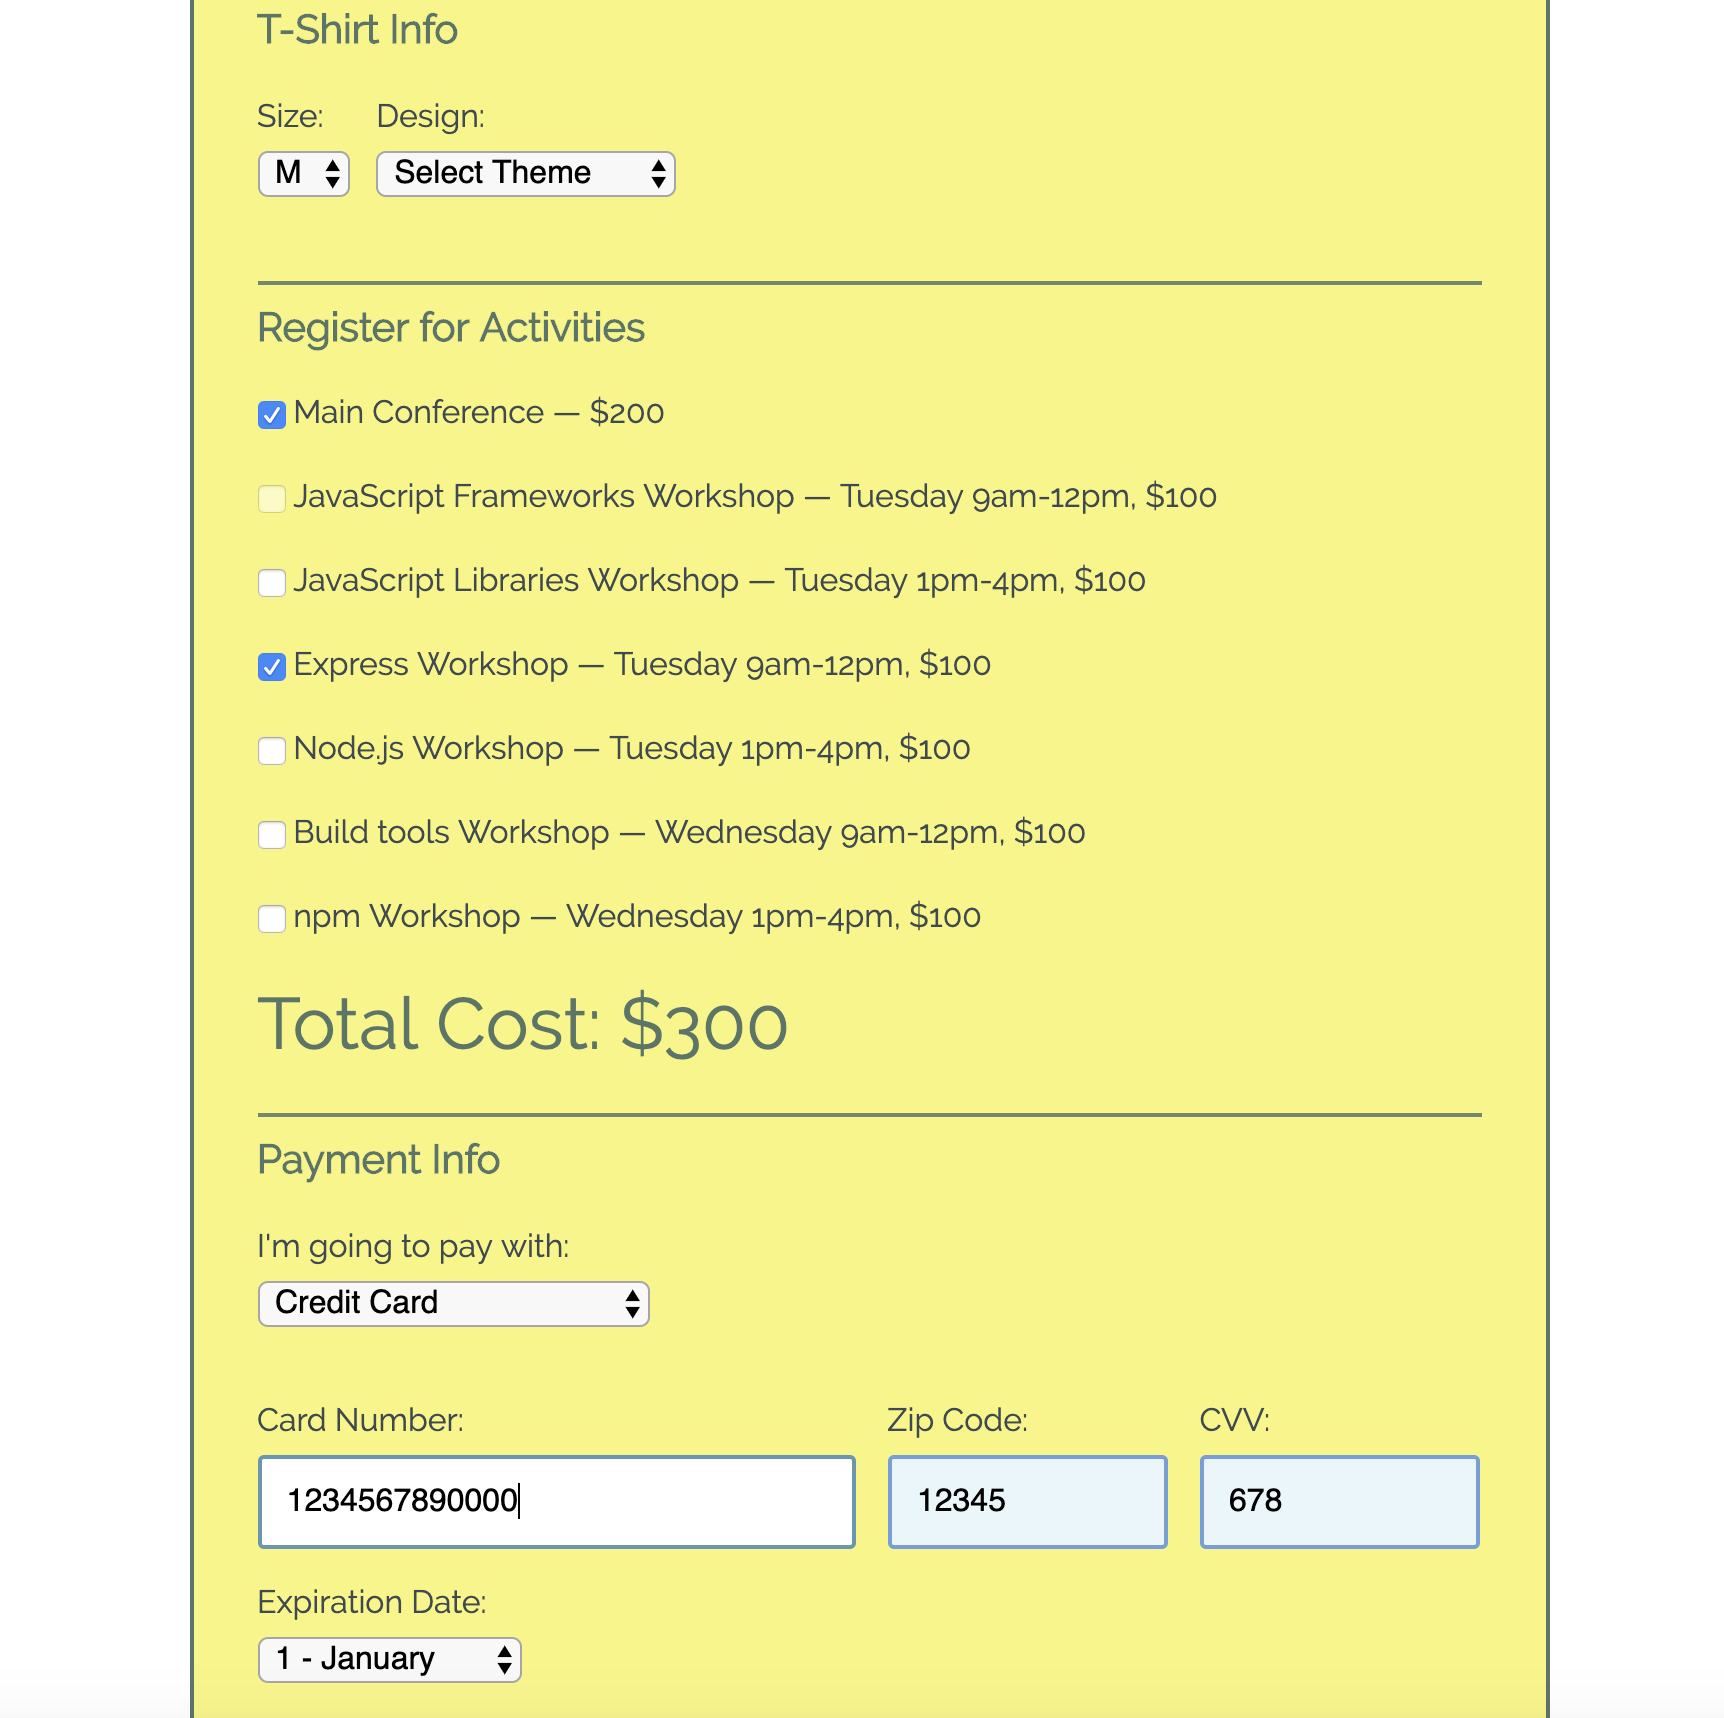 T-Shirt Info
Size: Design:
M Select Theme
Register for Activities
Main Conference — $200
JavaScript Frameworks Workshop — Tuesday 9am-12pm, $100
JavaScript Libraries Workshop — Tuesday 1pm-4pm, $100
Express Workshop — Tuesday 9am-12pm, $100
Node.js Workshop — Tuesday 1pm-4pm, $100
Build tools Workshop — Wednesday 9am-12pm, $100
npm Workshop — Wednesday 1pm-4pm, $100
Total Cost: $300
Payment Info
I'm going to pay with:
Credit Card
Card Number: Zip Code: CVV:
1234567890000 12345 678
Expiration Date:
1 - January